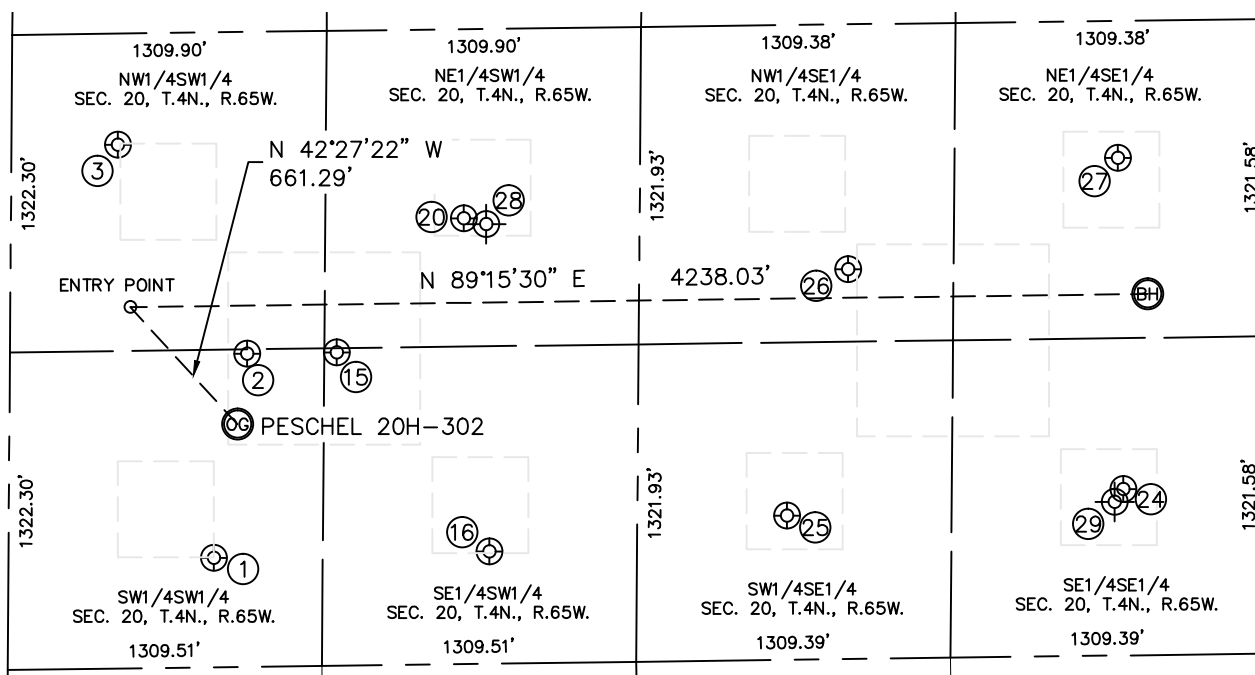 1309.90'
1309.90'
1309.38'
1309.38'
NW1/4SW1/4
SEC. 20, T.4N., R.65W.
NE1/4SW1/4
SEC. 20, T.4N., R.65W.
NW1/4SE1/4
SEC. 20, T.4N., R.65W.
NE1/4SE1/4
SEC. 20, T.4N., R.65W.
N 42°27'22" W
661.29'
3
1322.30'
20
28
1321.93'
27
1321.58'
ENTRY POINT
N 89°15'30" E
4238.03'
26
BH
2
15
OG
PESCHEL 20H-302
1322.30'
1
16
1321.93'
25
29
24
1321.58'
SW1/4SW1/4
SEC. 20, T.4N., R.65W.
SE1/4SW1/4
SEC. 20, T.4N., R.65W.
SW1/4SE1/4
SEC. 20, T.4N., R.65W.
SE1/4SE1/4
SEC. 20, T.4N., R.65W.
1309.51'
1309.51'
1309.39'
1309.39'